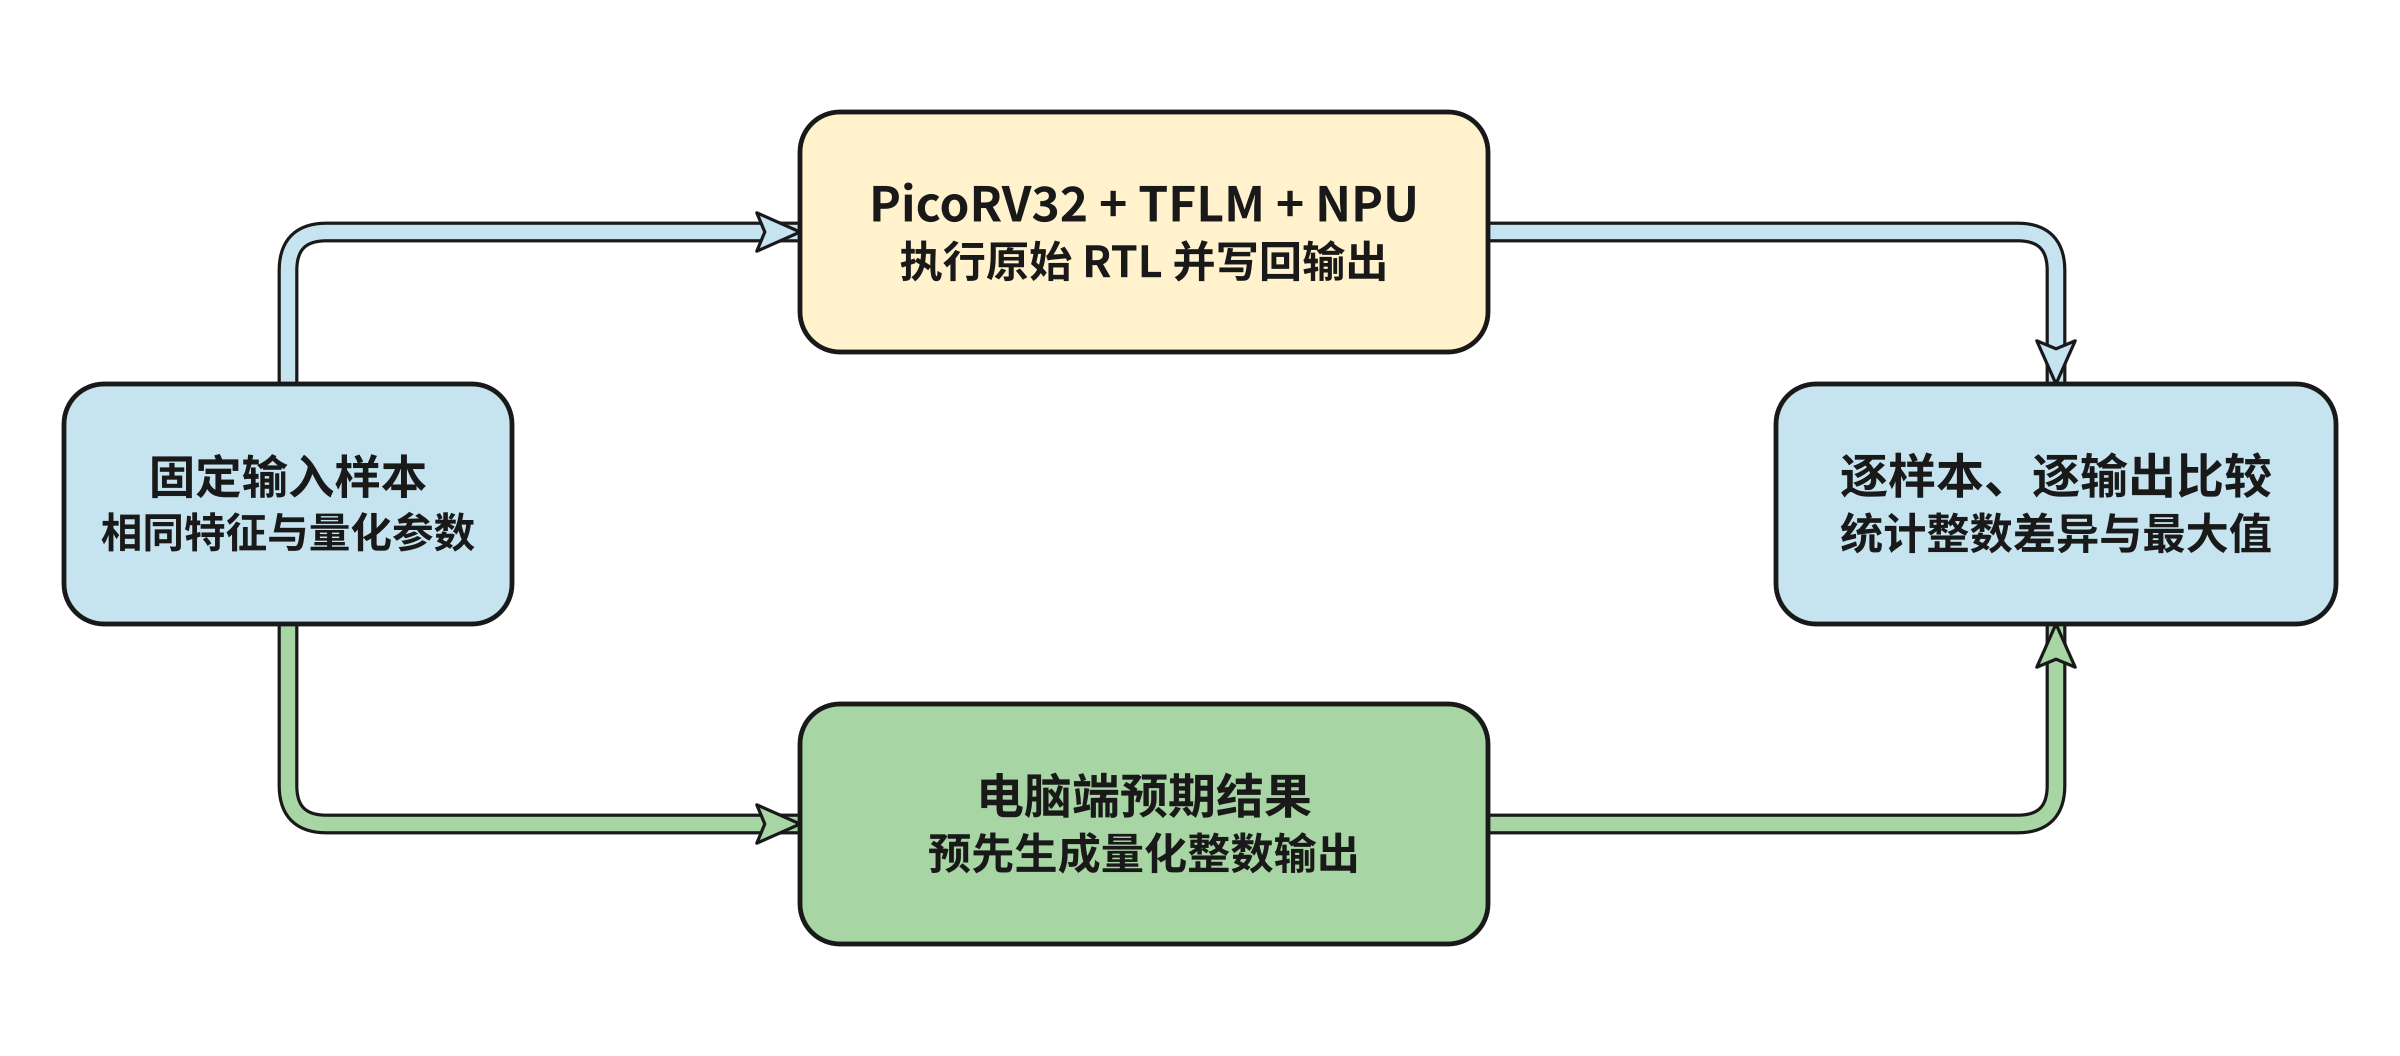 PicoRV32 + TFLM + NPU
执行原始 RTL 并写回输出
固定输入样本
相同特征与量化参数
逐样本、逐输出比较
统计整数差异与最大值
电脑端预期结果
预先生成量化整数输出